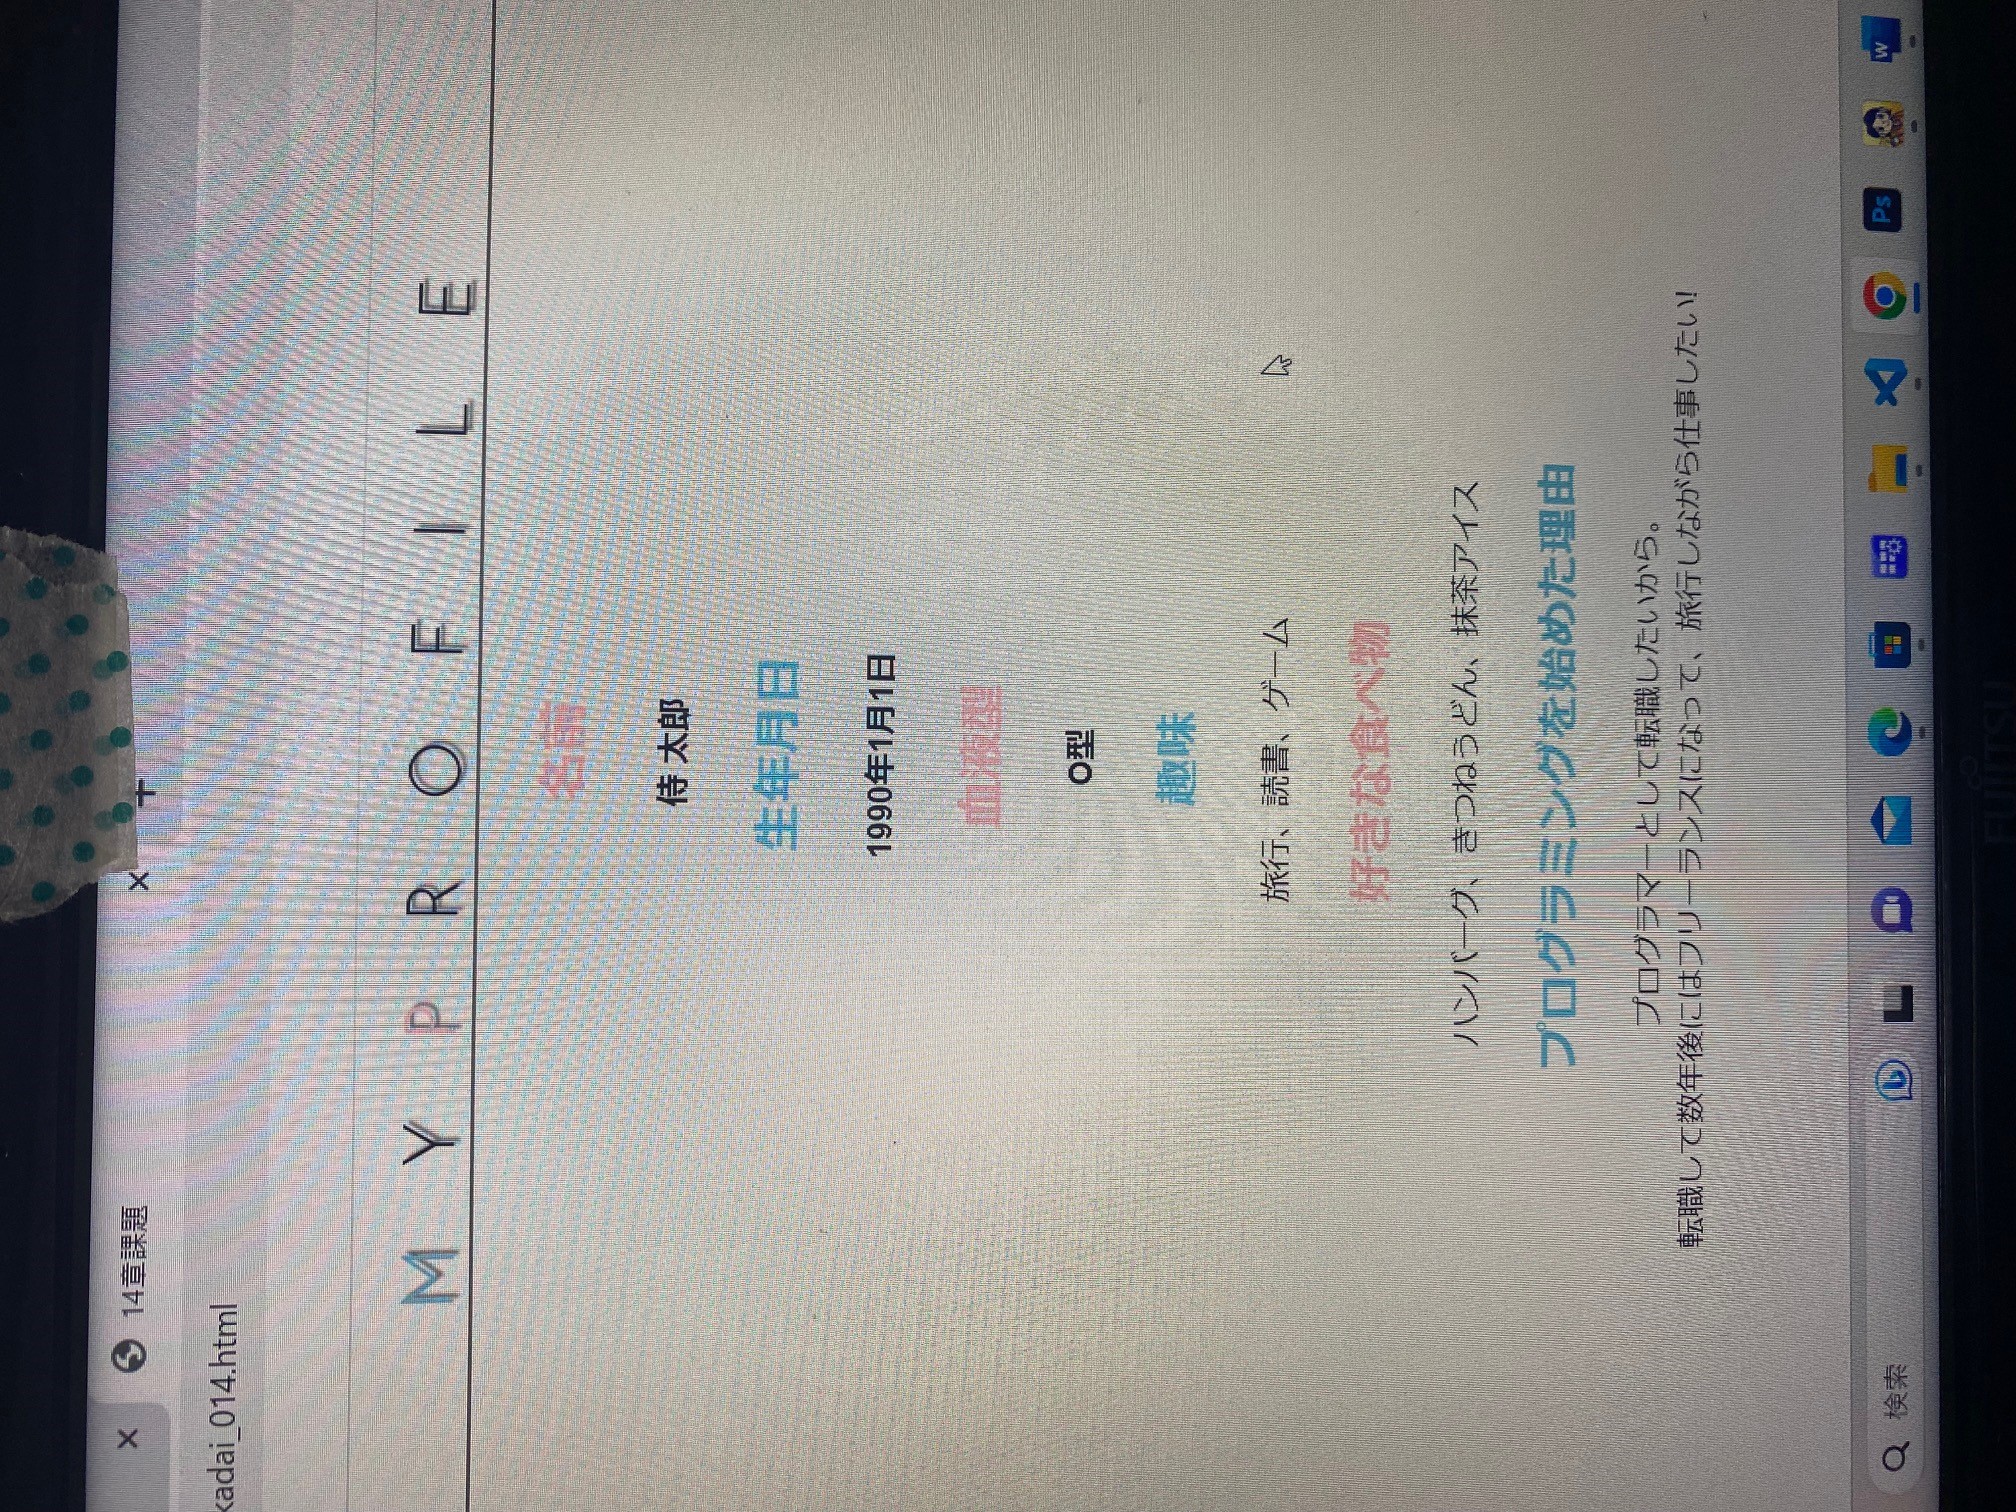 14章課題
kadai_014.html
MYPROFILE
名前
侍 太郎
生年月日
1990年1月1日
血液型
O型
趣味
旅行、読書、ゲーム
好きな食べ物
ハンバーグ、きつねうどん、抹茶アイス
プログラミングを始めた理由
プログラマーとして転職したいから。
転職して数年後にはフリーランスになって、旅行しながら仕事したい!
検索
Ps
W
FUJITSU